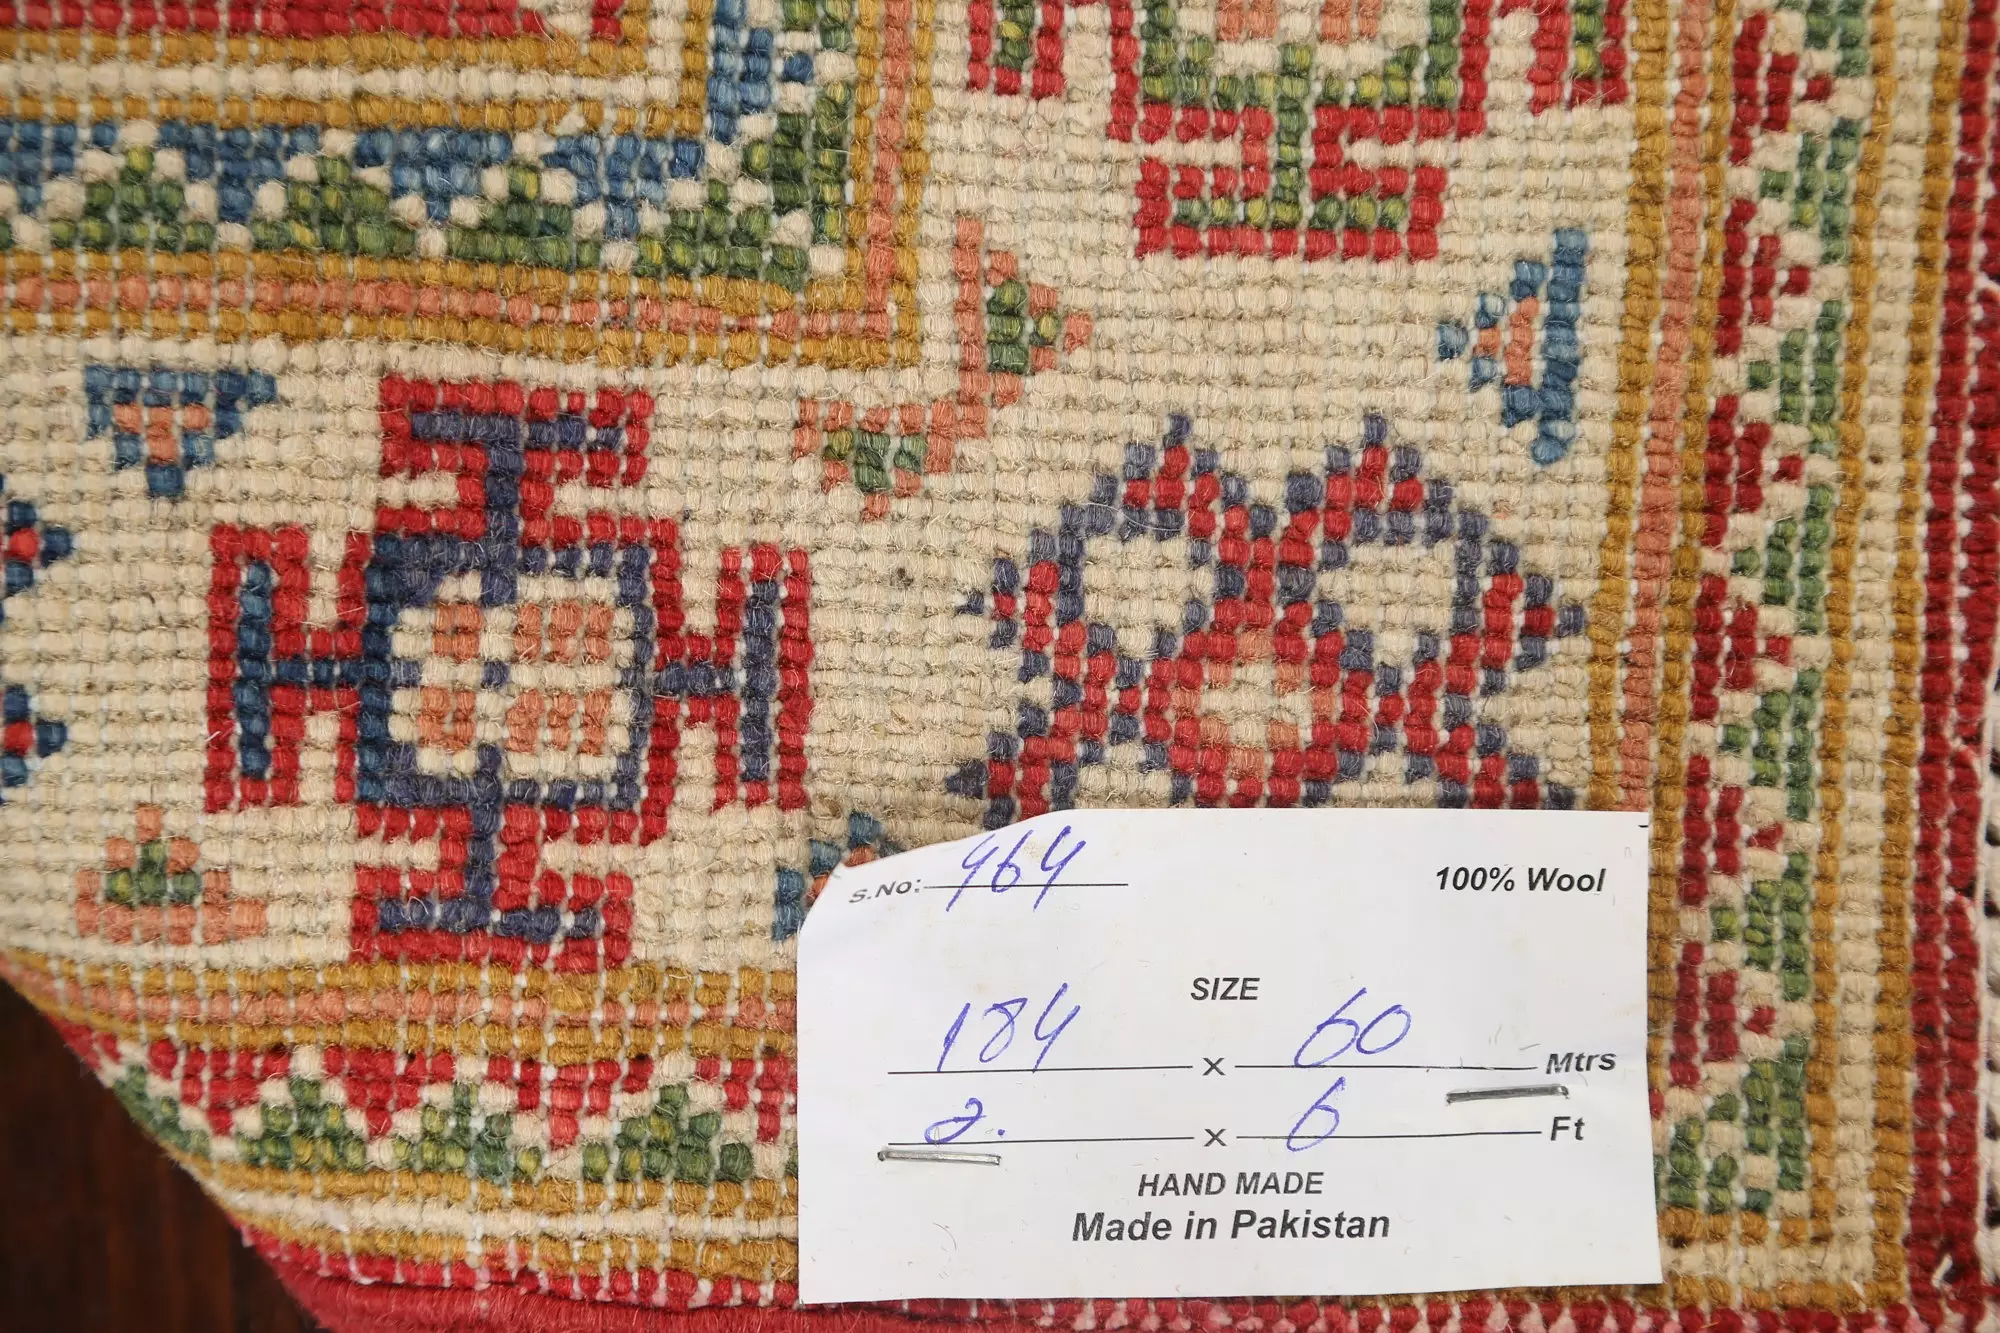 S.No: 464 100% Wool
SIZE
184 x 60 Mtrs
2. x 6 Ft
HAND MADE
Made in Pakistan